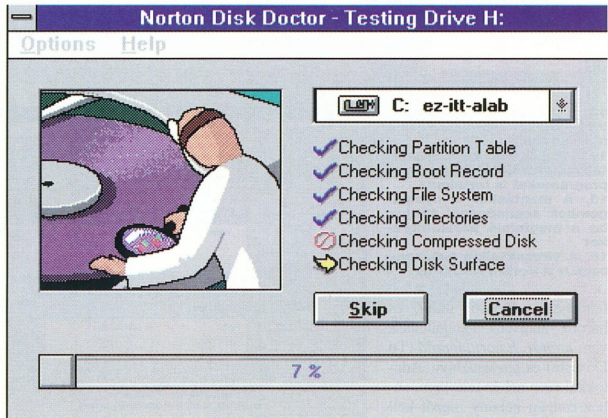 Norton Disk Doctor - Testing Drive H:
Options Help
C: ez-itt-alab
Checking Partition Table
Checking Boot Record
Checking File System
Checking Directories
Checking Compressed Disk
Checking Disk Surface
Skip Cancel
7 %